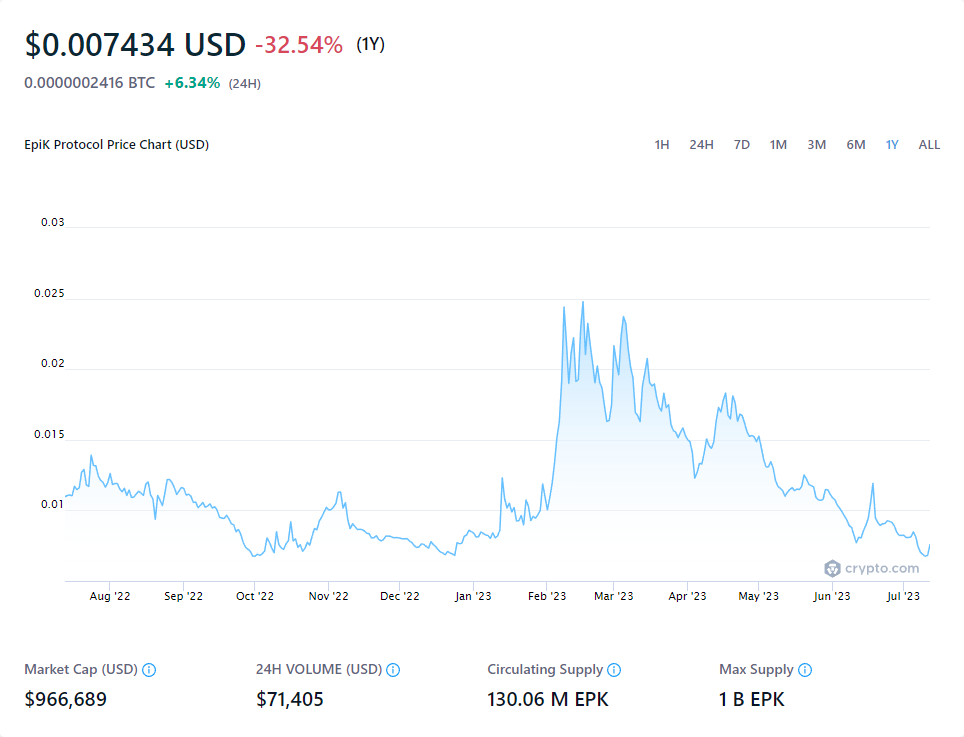 $0.007434 USD -32.54% (1Y)
0.0000002416 BTC +6.34% (24H)
EpiK Protocol Price Chart (USD) 1H 24H 7D 1M 3M 6M 1Y ALL
0.03
0.025
0.02
0.015
0.01
crypto.com
Aug '22 Sep '22 Oct '22 Nov '22 Dec '22 Jan '23 Feb '23 Mar '23 Apr '23 May '23 Jun '23 Jul '23
Market Cap (USD) 24H VOLUME (USD) Circulating Supply Max Supply
$966,689 $71,405 130.06 M EPK 1 B EPK